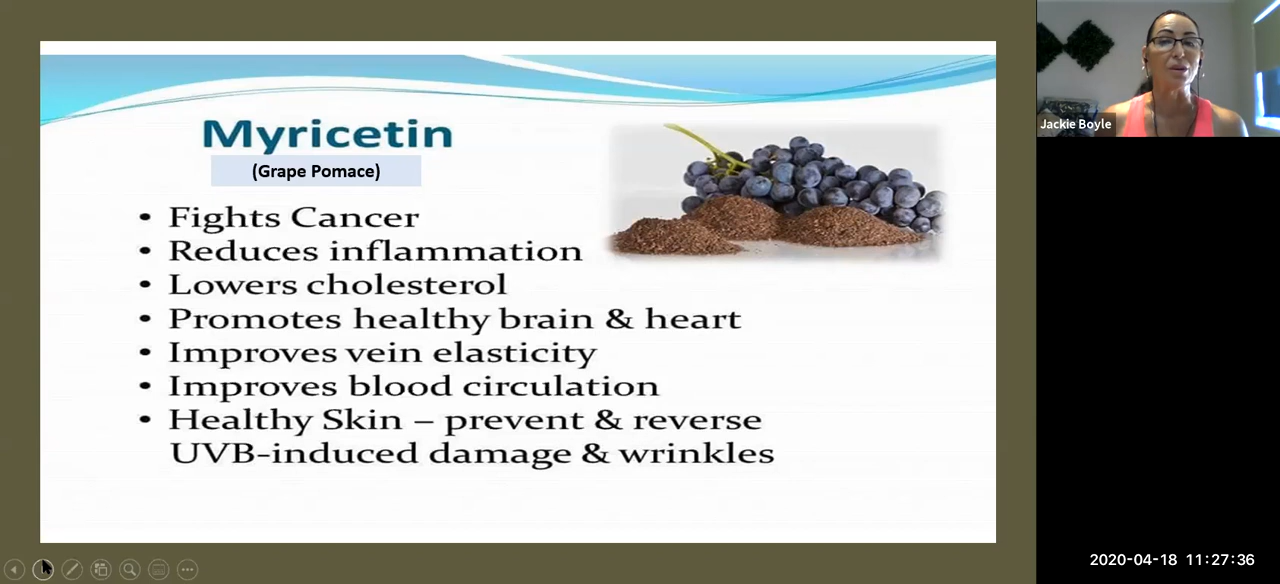 Myricetin
(Grape Pomace)
• Fights Cancer
• Reduces inflammation
• Lowers cholesterol
• Promotes healthy brain & heart
• Improves vein elasticity
• Improves blood circulation
• Healthy Skin – prevent & reverse
UVB-induced damage & wrinkles
Jackie Boyle
2020-04-18 11:27:36